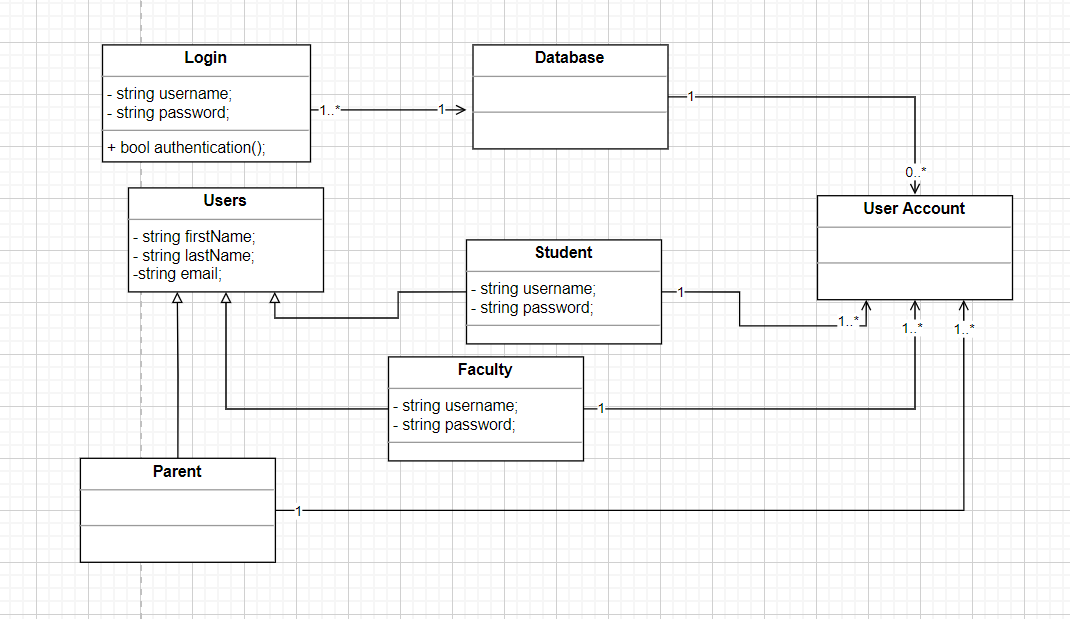 Login
- string username;
- string password;
+ bool authentication();
1..*
1
Database
1
0..*
User Account
Users
- string firstName;
- string lastName;
-string email;
Student
- string username;
- string password;
1
1..*
1..*
1..*
Faculty
- string username;
- string password;
1
Parent
1